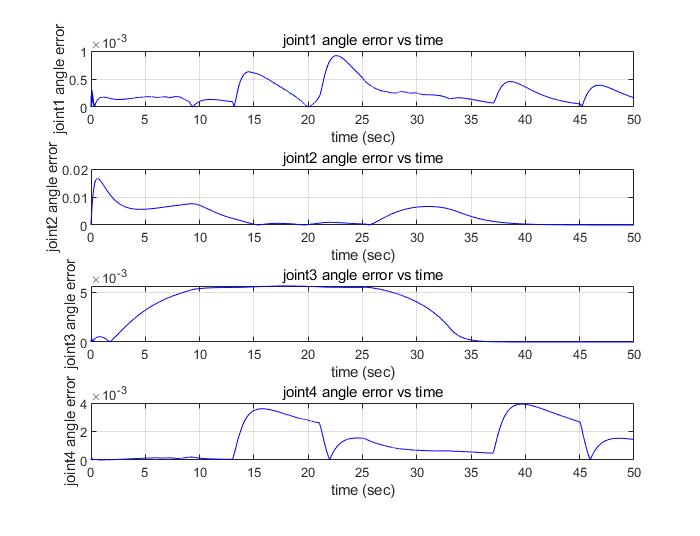 ×10^-3
joint1 angle error vs time
joint1 angle error
1
0.5
0
0 5 10 15 20 25 30 35 40 45 50
time (sec)
joint2 angle error vs time
joint2 angle error
0.02
0.01
0
0 5 10 15 20 25 30 35 40 45 50
time (sec)
×10^-3
joint3 angle error vs time
joint3 angle error
5
0
0 5 10 15 20 25 30 35 40 45 50
time (sec)
×10^-3
joint4 angle error vs time
joint4 angle error
4
2
0
0 5 10 15 20 25 30 35 40 45 50
time (sec)